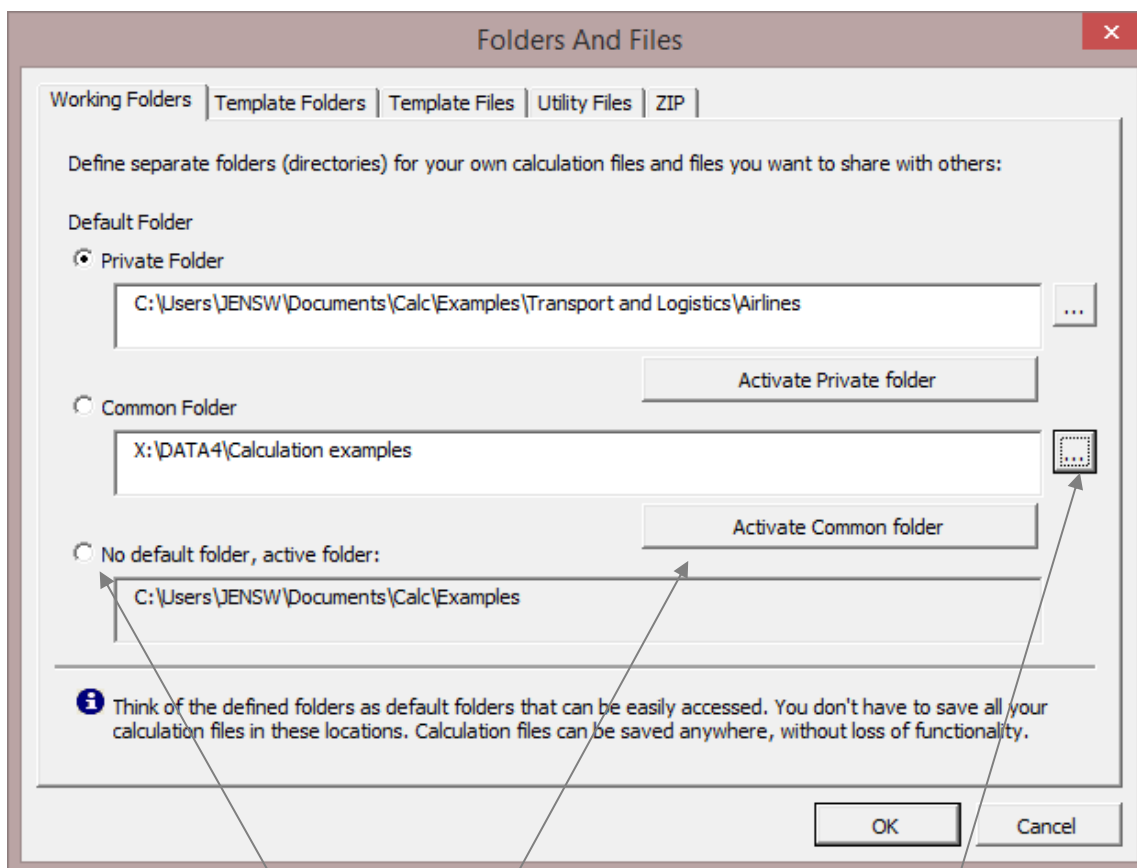 Folders And Files
Working Folders Template Folders Template Files Utility Files ZIP
Define separate folders (directories) for your own calculation files and files you want to share with others:
Default Folder
Private Folder
C:\Users\JENSW\Documents\Calc\Examples\Transport and Logistics\Airlines
...
Activate Private folder
Common Folder
X:\DATA4\Calculation examples
...
Activate Common folder
No default folder, active folder:
C:\Users\JENSW\Documents\Calc\Examples
Think of the defined folders as default folders that can be easily accessed. You don't have to save all your
calculation files in these locations. Calculation files can be saved anywhere, without loss of functionality.
OK Cancel